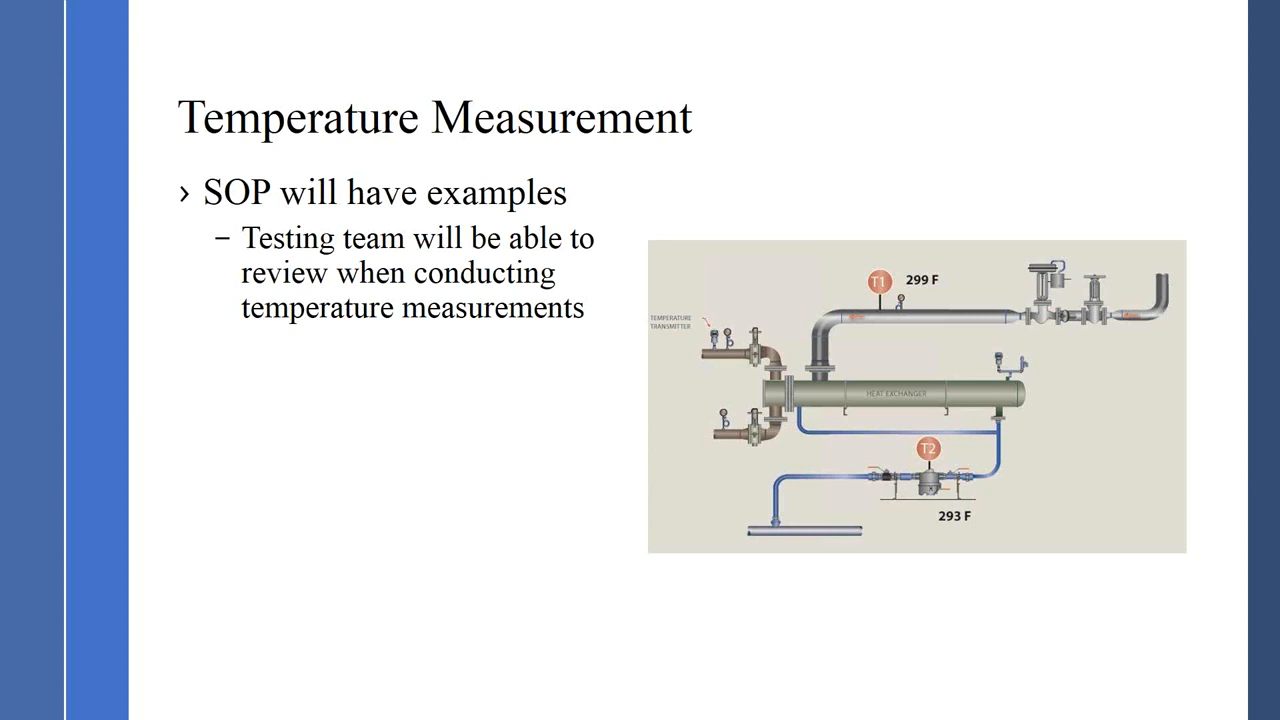 Temperature Measurement
› SOP will have examples
– Testing team will be able to
review when conducting
temperature measurements
T1
299 F
TEMPERATURE
TRANSMITTER
HEAT EXCHANGER
T2
293 F